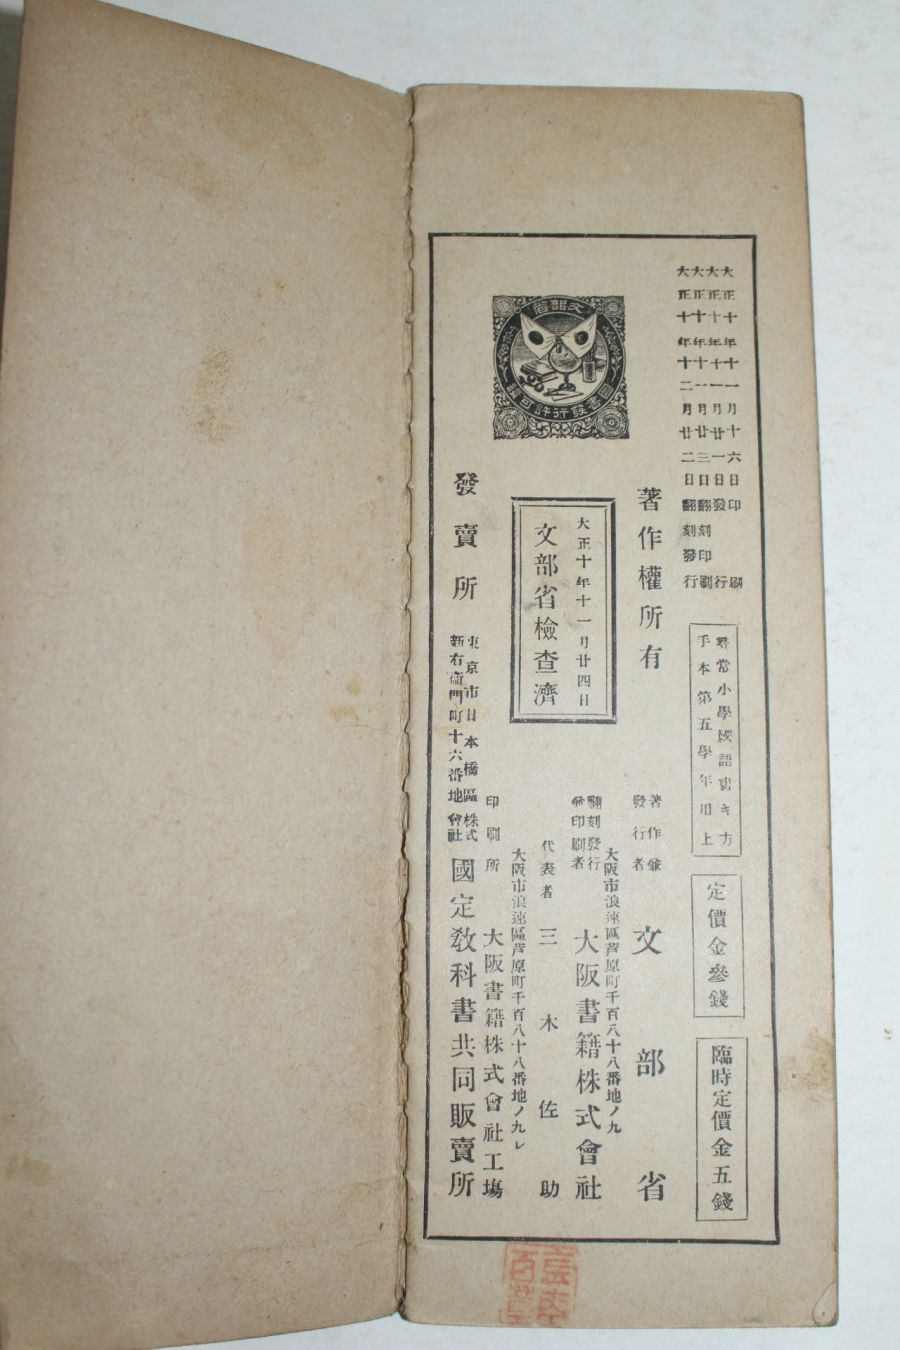 大正十年十一月十六日印刷
大正十年十一月廿一日發行
大正十年十一月廿三日翻刻印刷
大正十年十二月廿二日翻刻發行
尋常小學國語書キ方
手本第五學年用上
定價金參錢
臨時定價金五錢
著作權所有
著作兼
發行者
文部省
大正十年十一月廿四日
文部省檢查濟
大阪市浪速區芦原町千百八十八番地ノ九
翻刻發行
兼印刷者
大阪書籍株式會社
代表者
三木佐助
大阪市浪速區芦原町千百八十八番地ノ九
印刷所
大阪書籍株式會社工場
文部省
圖書發行許可證
發賣所
東京市日本橋區
新右衞門町十六番地
株式
會社
國定教科書共同販賣所